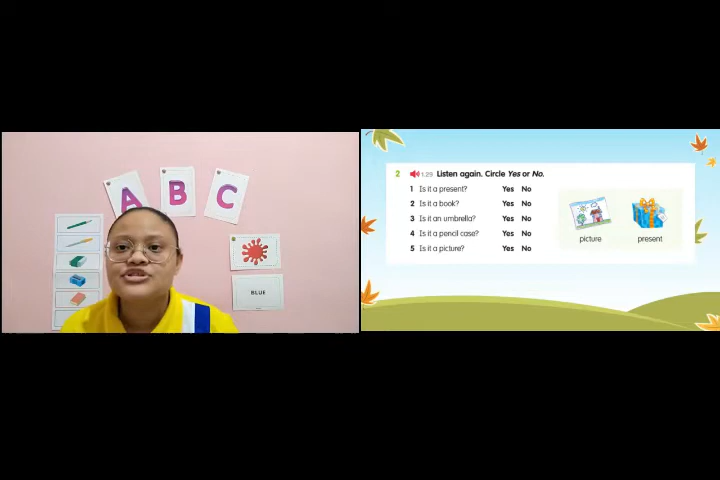 A
B
C
BLUE
2 1.29 Listen again. Circle Yes or No.
1 Is it a present? Yes No
2 Is it a book? Yes No
3 Is it an umbrella? Yes No
4 Is it a pencil case? Yes No
5 Is it a picture? Yes No
picture present